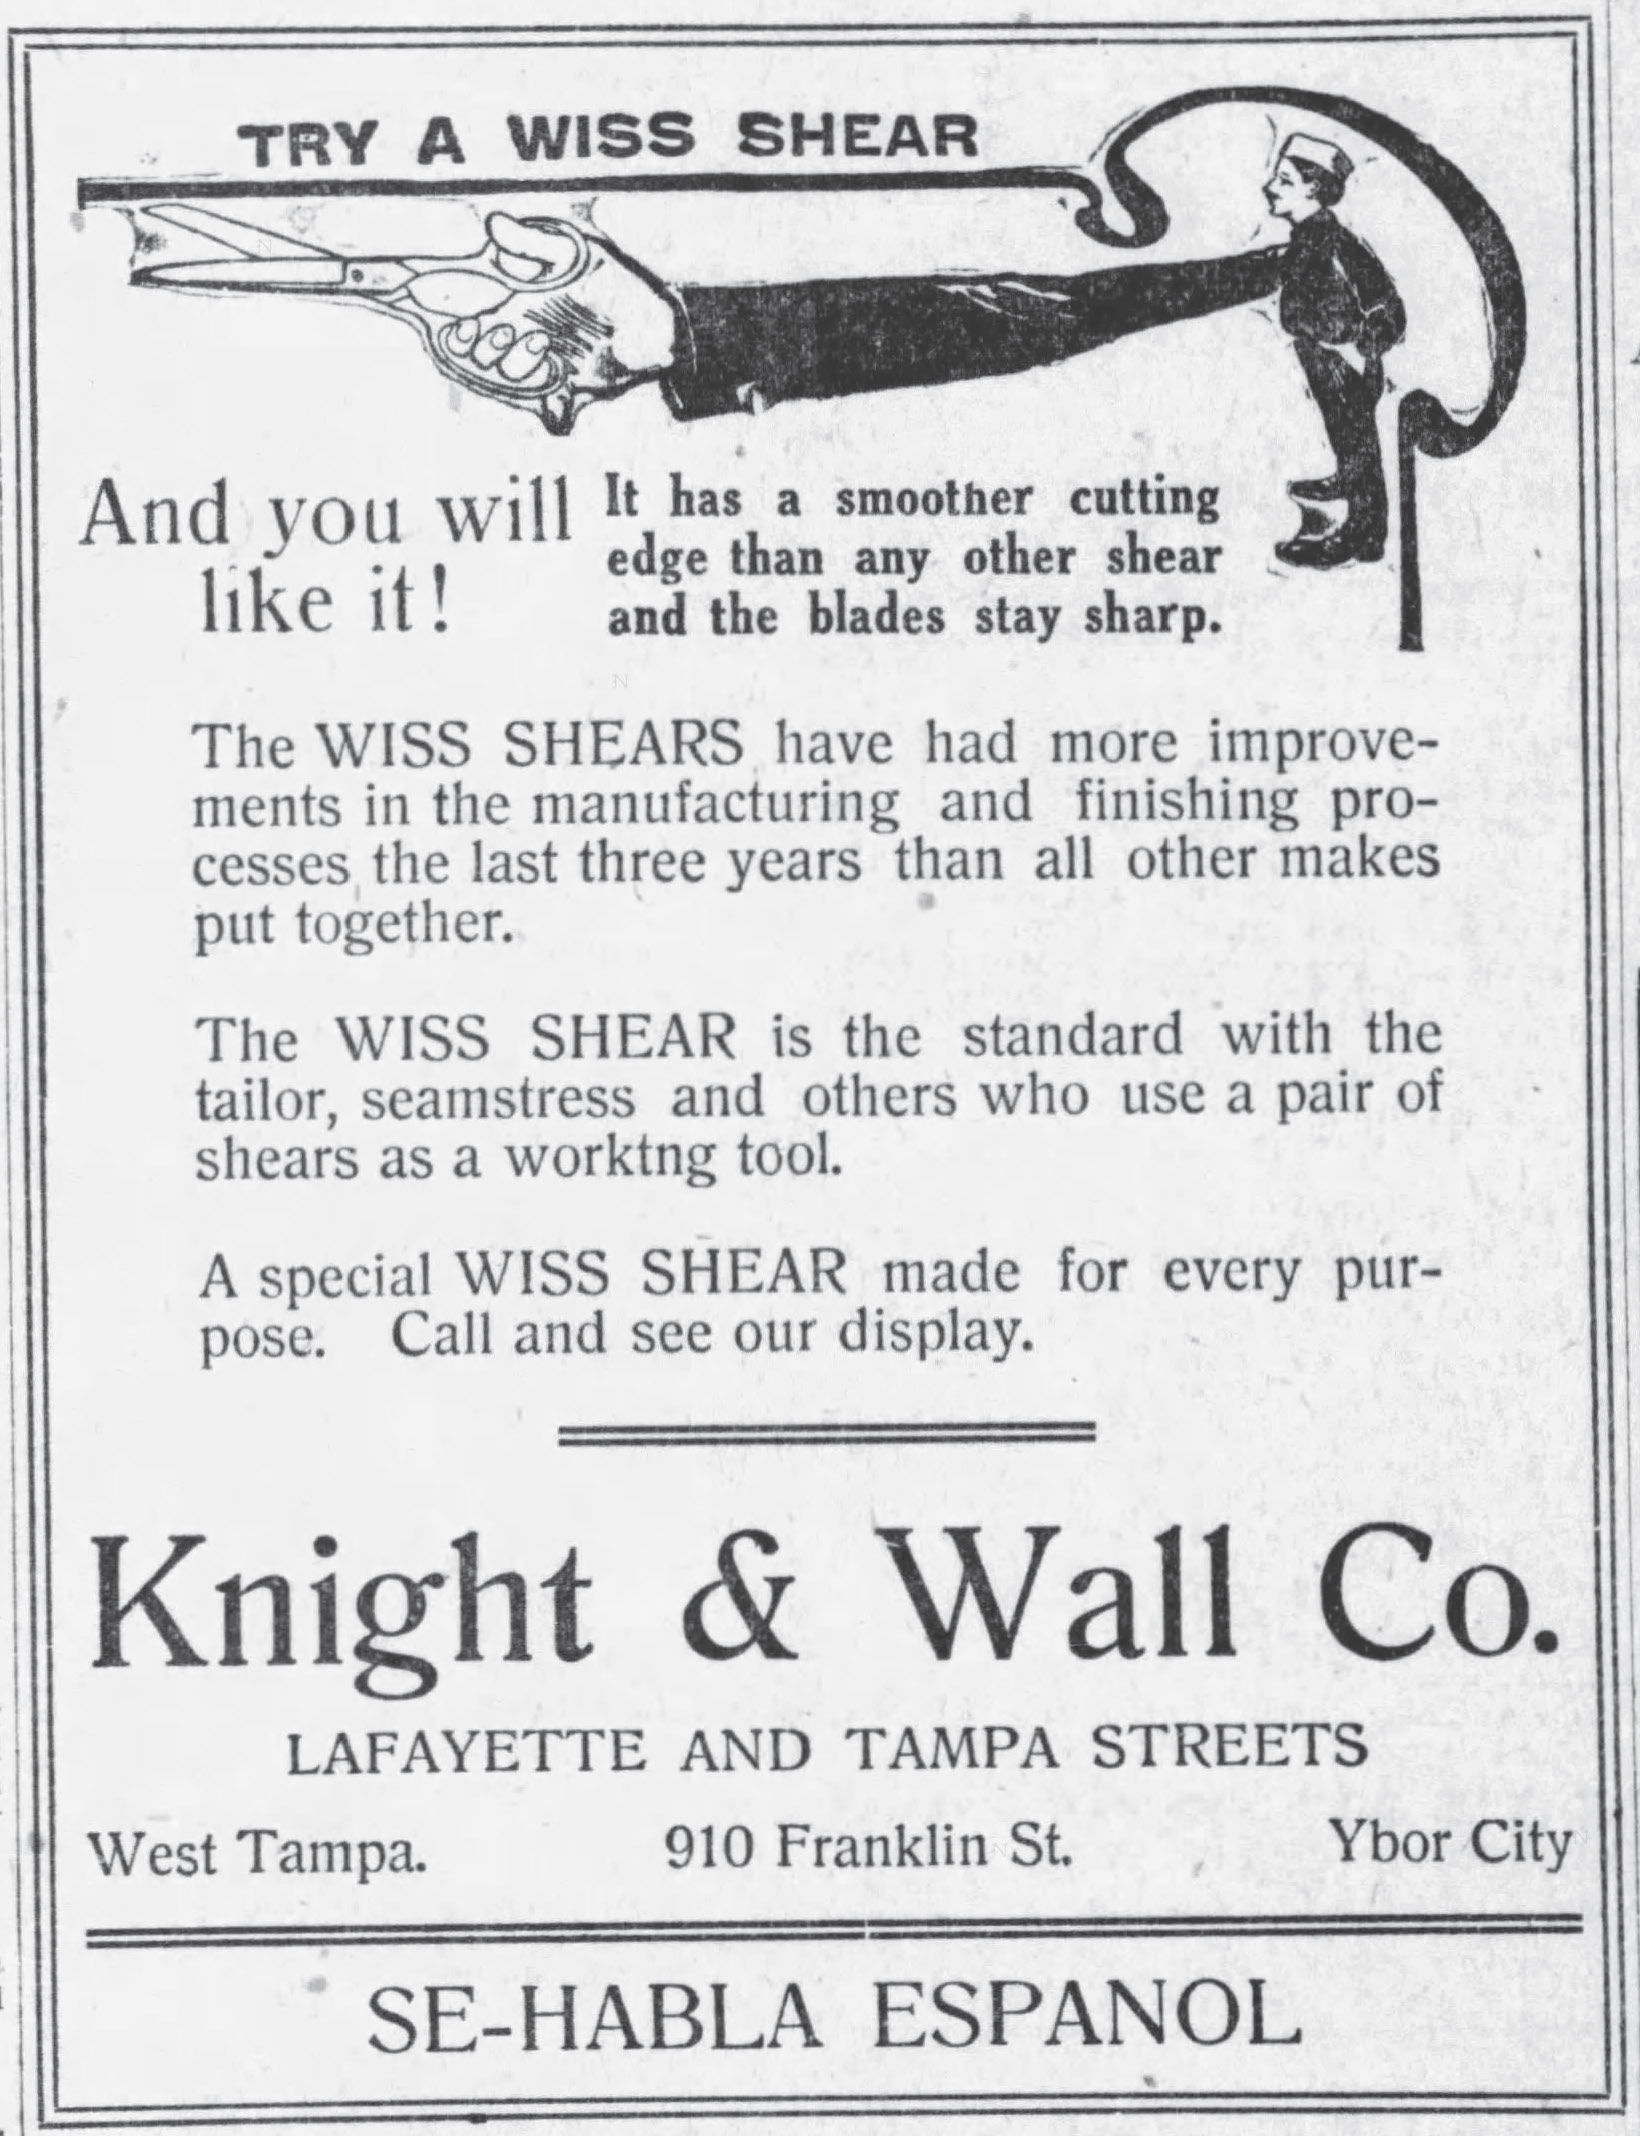 TRY A WISS SHEAR
And you will
like it!
It has a smoother cutting
edge than any other shear
and the blades stay sharp.
The WISS SHEARS have had more improve-
ments in the manufacturing and finishing pro-
cesses the last three years than all other makes
put together.
The WISS SHEAR is the standard with the
tailor, seamstress and others who use a pair of
shears as a worktng tool.
A special WISS SHEAR made for every pur-
pose. Call and see our display.
Knight & Wall Co.
LAFAYETTE AND TAMPA STREETS
West Tampa. 910 Franklin St. Ybor City
SE-HABLA ESPANOL